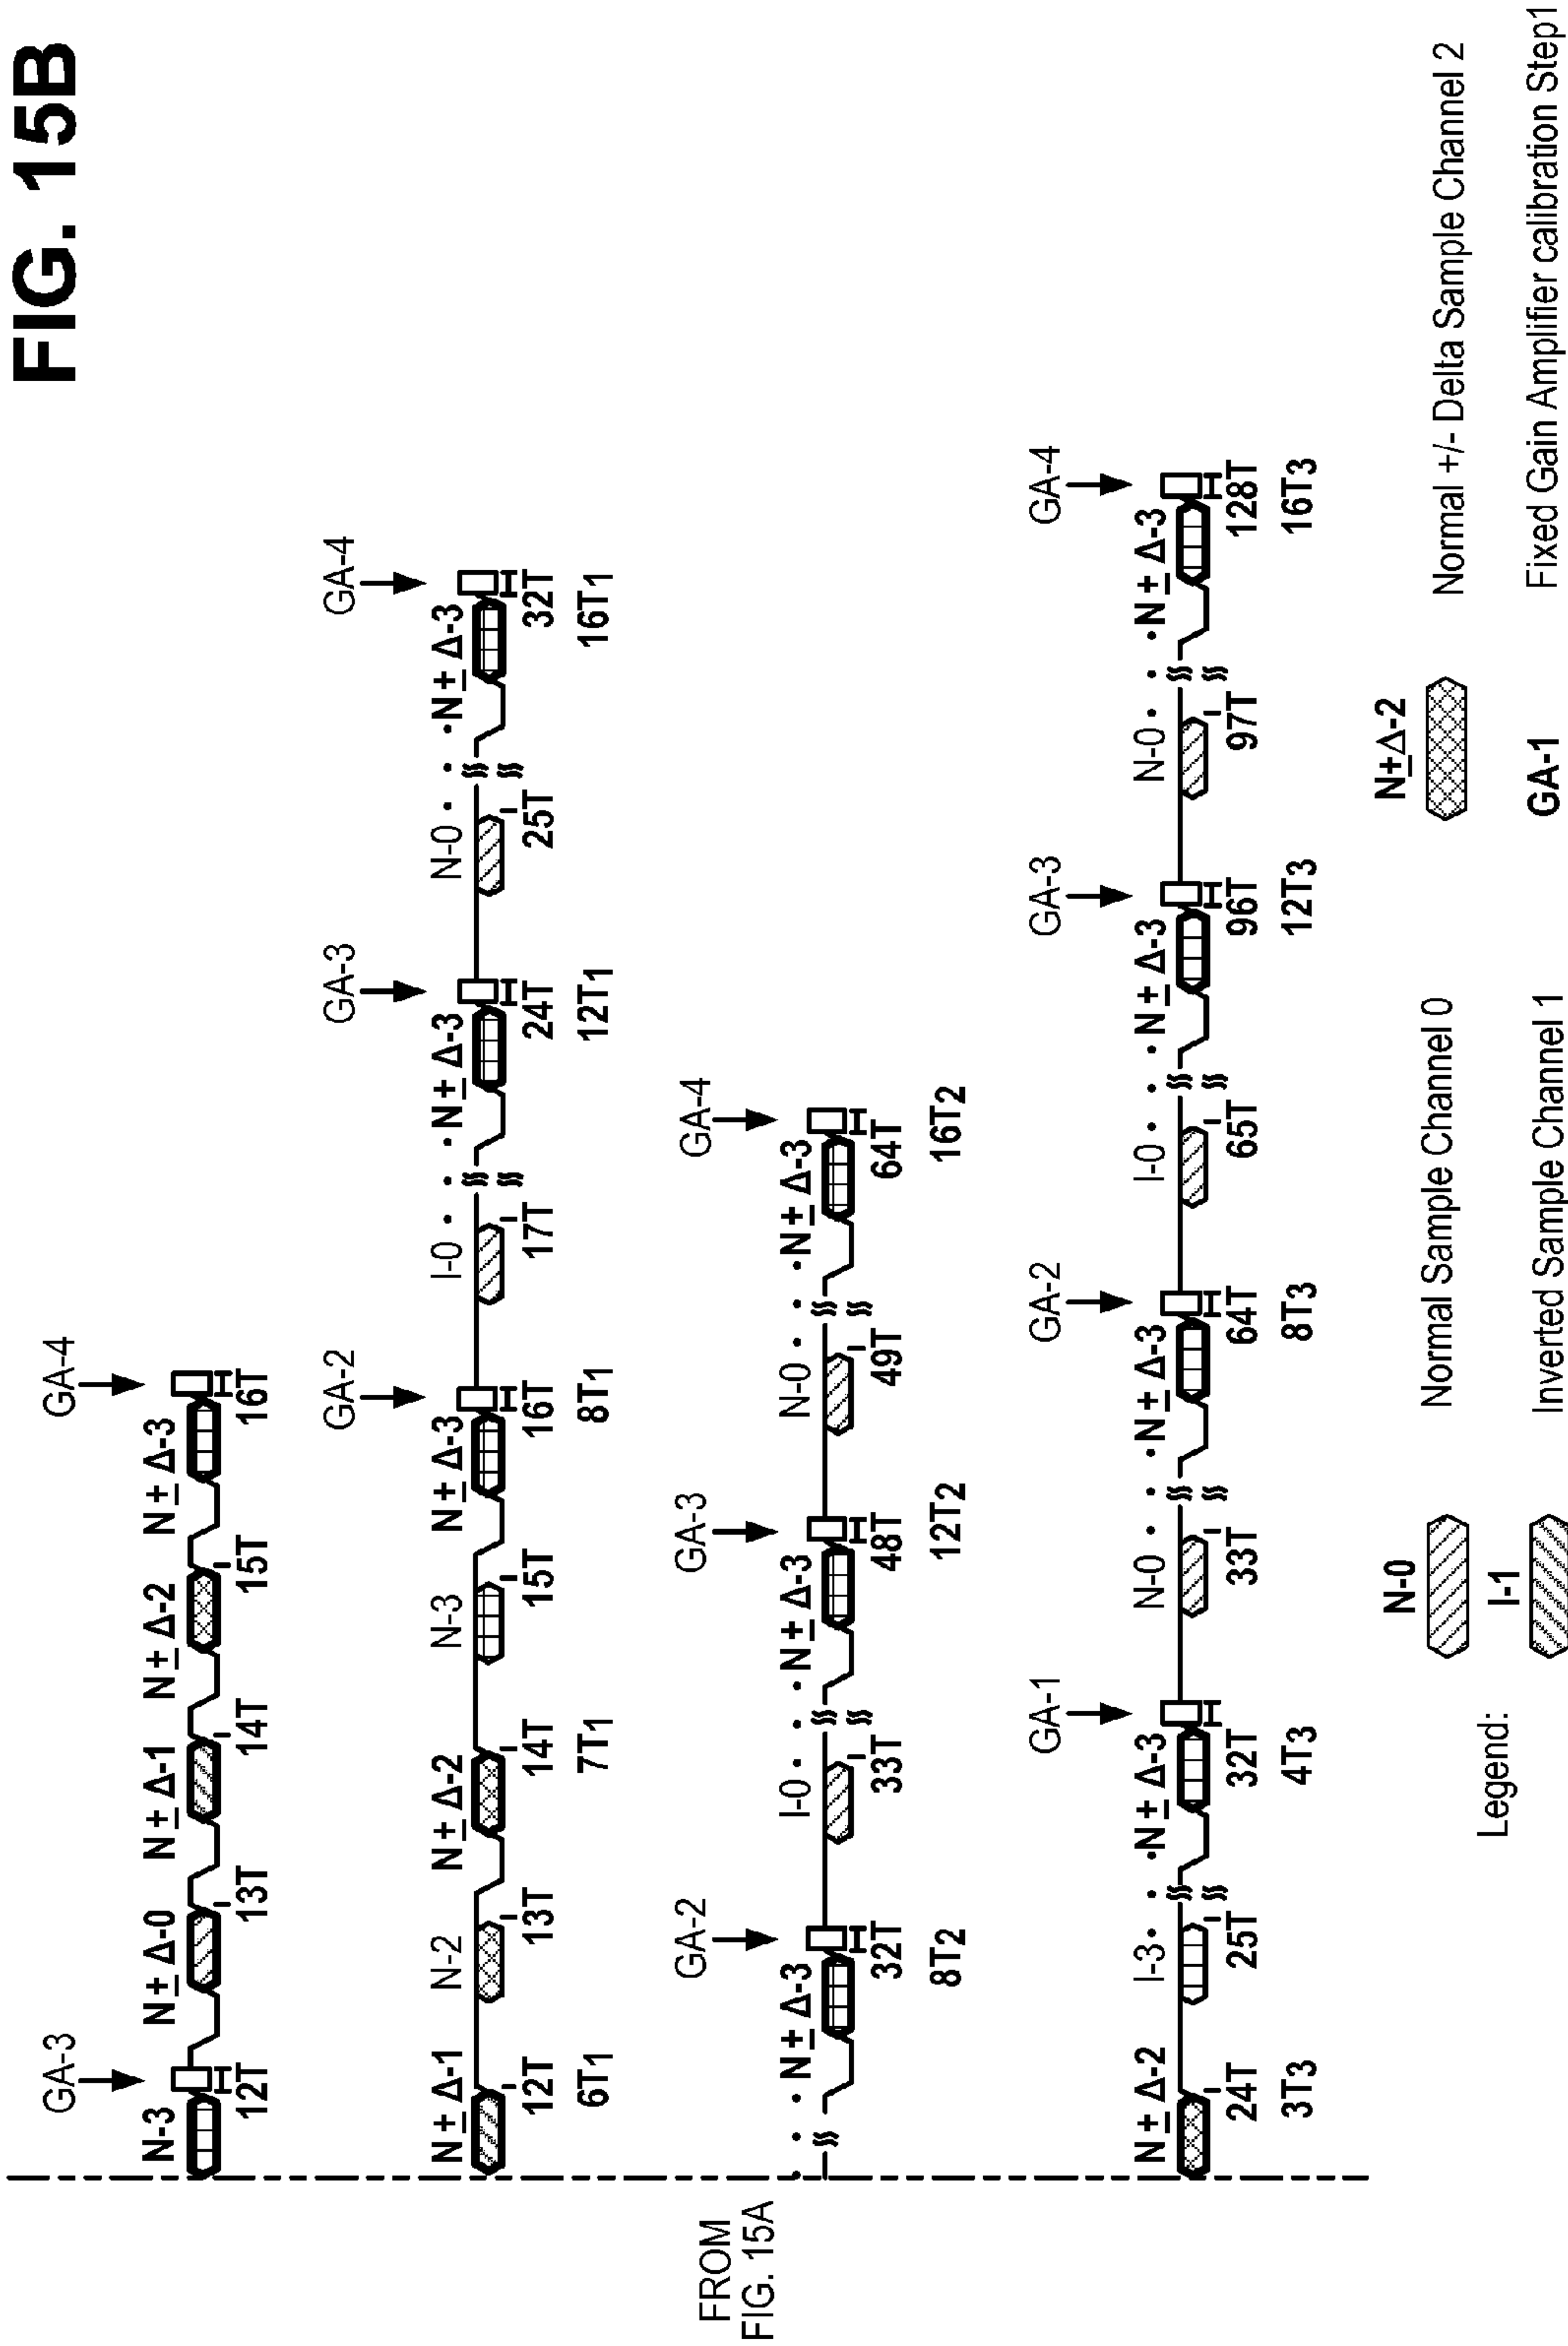 FIG. 15B
FROM
FIG. 15A
GA-3 GA-4
N-3 N±Δ-0 N±Δ-1 N±Δ-2 N±Δ-3
12T 13T 14T 15T 16T
GA-2 GA-3 GA-4
N±Δ-1 N-2 N±Δ-2 N-3 N±Δ-3 I-0 . . . N±Δ-3 N-0 . . . N±Δ-3
12T 13T 14T 15T 16T 17T 24T 25T 32T
6T1 7T1 8T1 12T1 16T1
GA-2 GA-3 GA-4
. . . N±Δ-3 I-0 . . . N±Δ-3 N-0 . . . N±Δ-3
32T 33T 48T 49T 64T
8T2 12T2 16T2
GA-1 GA-2 GA-3 GA-4
N±Δ-2 I-3 . . . N±Δ-3 N-0 . . . N±Δ-3 I-0 . . . N±Δ-3 N-0 . . . N±Δ-3
24T 25T 32T 33T 64T 65T 96T 97T 128T
3T3 4T3 8T3 12T3 16T3
Legend:
N-0 Normal Sample Channel 0
N±Δ-2 Normal +/- Delta Sample Channel 2
I-1 Inverted Sample Channel 1
GA-1 Fixed Gain Amplifier calibration Step1